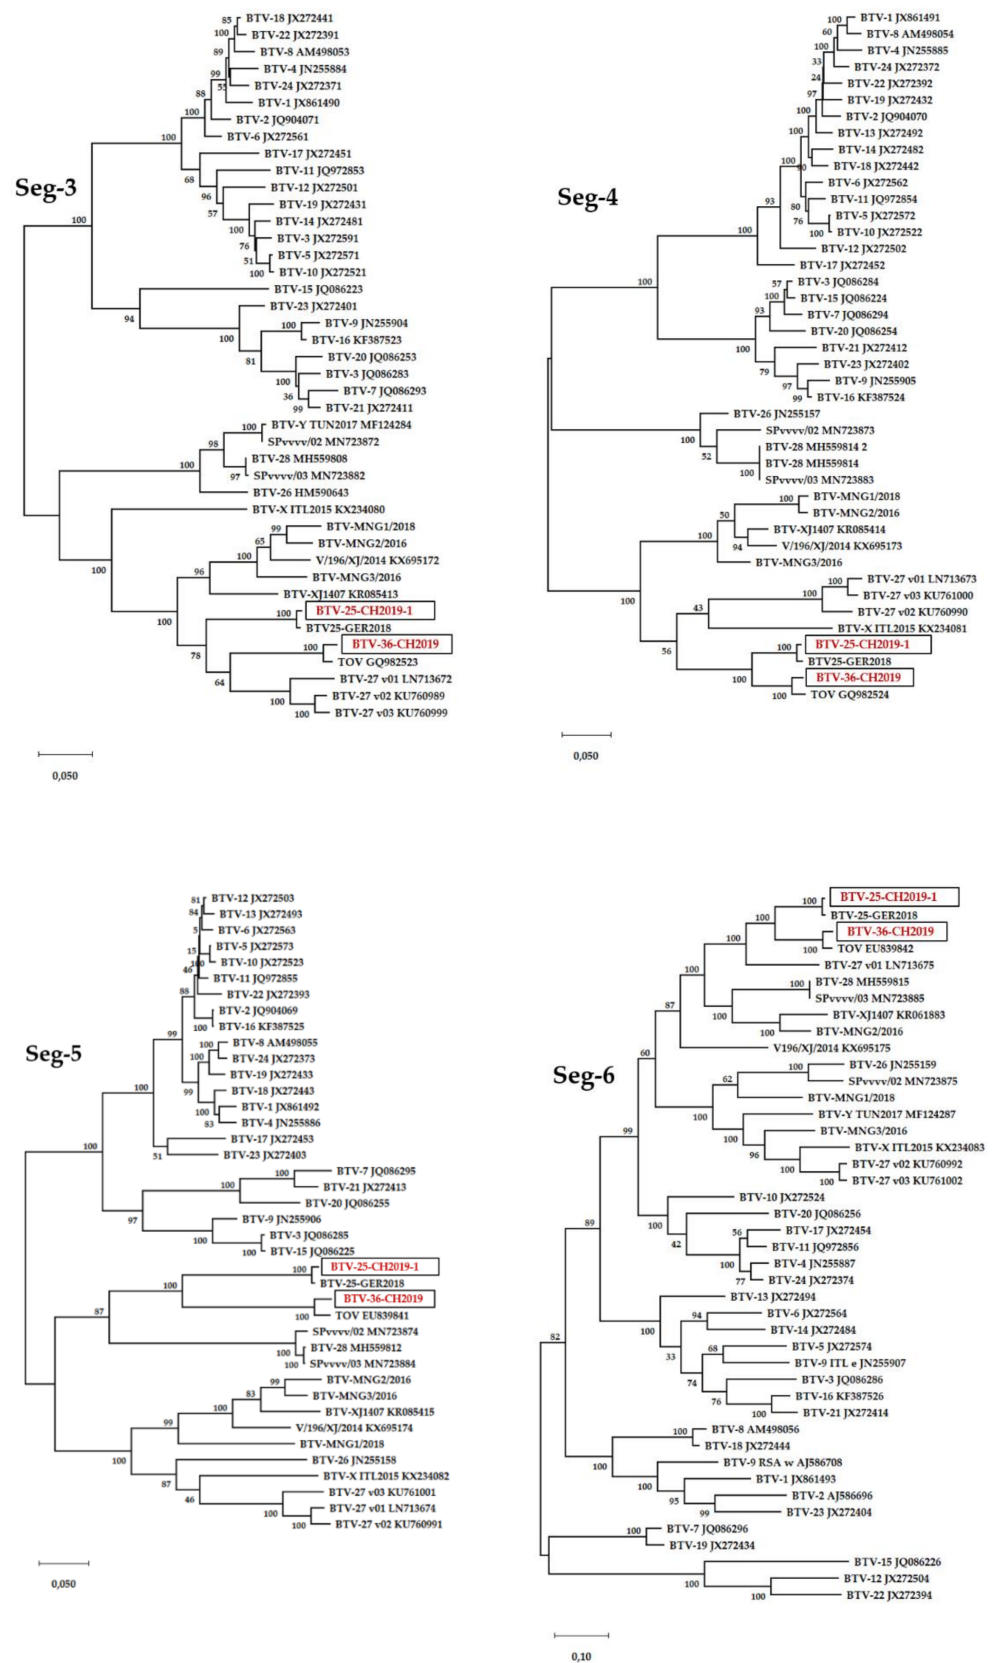 Seg-3
85
BTV-18 JX272441
100
BTV-22 JX272391
BTV-8 AM498053
89
BTV-4 JN255884
99
BTV-24 JX272371
55
88
BTV-1 JX861490
100
BTV-2 JQ904071
100
BTV-6 JX272561
BTV-17 JX272451
BTV-11 JQ972853
68
BTV-12 JX272501
96
BTV-19 JX272431
57
BTV-14 JX272481
100
BTV-3 JX272591
76
BTV-5 JX272571
51
100
BTV-10 JX272521
100
BTV-15 JQ086223
94
BTV-23 JX272401
100
BTV-9 JN255904
100
BTV-16 KF387523
81
BTV-20 JQ086253
BTV-3 JQ086283
100
BTV-7 JQ086293
36
99
BTV-21 JX272411
BTV-Y TUN2017 MF124284
100
SPvvvv/02 MN723872
98
BTV-28 MH559808
100
97
SPvvvv/03 MN723882
BTV-26 HM590643
BTV-X ITL2015 KX234080
BTV-MNG1/2018
99
BTV-MNG2/2016
65
V/196/XJ/2014 KX695172
100
BTV-MNG3/2016
96
BTV-XJ1407 KR085413
100
BTV-25-CH2019-1
100
BTV25-GER2018
BTV-36-CH2019
100
78
TOV GQ982523
64
BTV-27 v01 LN713672
BTV-27 v02 KU760989
100
100
BTV-27 v03 KU760999
0,050
Seg-4
100
BTV-1 JX861491
60
BTV-8 AM498054
100
BTV-4 JN255885
33
BTV-24 JX272372
24
BTV-22 JX272392
97
BTV-19 JX272432
BTV-2 JQ904070
100
BTV-13 JX272492
BTV-14 JX272482
100
BTV-18 JX272442
BTV-6 JX272562
BTV-11 JQ972854
93
80
BTV-5 JX272572
76
100
BTV-10 JX272522
100
BTV-12 JX272502
BTV-17 JX272452
100
57
BTV-3 JQ086284
100
BTV-15 JQ086224
93
BTV-7 JQ086294
BTV-20 JQ086254
100
BTV-21 JX272412
79
BTV-23 JX272402
97
BTV-9 JN255905
99
BTV-16 KF387524
BTV-26 JN255157
SPvvvv/02 MN723873
100
BTV-28 MH559814 2
52
BTV-28 MH559814
100
SPvvvv/03 MN723883
BTV-MNG1/2018
100
BTV-MNG2/2016
50
BTV-XJ1407 KR085414
100
94
V/196/XJ/2014 KX695173
BTV-MNG3/2016
BTV-27 v01 LN713673
100
BTV-27 v03 KU761000
100
BTV-27 v02 KU760990
100
43
BTV-X ITL2015 KX234081
BTV-25-CH2019-1
100
56
BTV25-GER2018
BTV-36-CH2019
100
100
TOV GQ982524
0,050
Seg-5
81
BTV-12 JX272503
84
BTV-13 JX272493
5
BTV-6 JX272563
15
BTV-5 JX272573
BTV-10 JX272523
46
BTV-11 JQ972855
88
BTV-22 JX272393
BTV-2 JQ904069
100
BTV-16 KF387525
99
BTV-8 AM498055
100
BTV-24 JX272373
100
BTV-19 JX272433
99
BTV-18 JX272443
100
BTV-1 JX861492
100
83
BTV-4 JN255886
BTV-17 JX272453
51
BTV-23 JX272403
100
BTV-7 JQ086295
100
BTV-21 JX272413
100
BTV-20 JQ086255
97
BTV-9 JN255906
BTV-3 JQ086285
100
100
BTV-15 JQ086225
BTV-25-CH2019-1
100
BTV-25-GER2018
100
BTV-36-CH2019
100
TOV EU839841
87
SPvvvv/02 MN723874
BTV-28 MH559812
100
100
SPvvvv/03 MN723884
BTV-MNG2/2016
99
BTV-MNG3/2016
83
BTV-XJ1407 KR085415
V/196/XJ/2014 KX695174
99
BTV-MNG1/2018
100
BTV-26 JN255158
87
BTV-X ITL2015 KX234082
46
BTV-27 v03 KU761001
BTV-27 v01 LN713674
100
100
BTV-27 v02 KU760991
0,050
Seg-6
BTV-25-CH2019-1
100
BTV-25-GER2018
100
BTV-36-CH2019
100
100
TOV EU839842
BTV-27 v01 LN713675
100
BTV-28 MH559815
100
SPvvvv/03 MN723885
87
100
BTV-XJ1407 KR061883
100
BTV-MNG2/2016
V196/XJ/2014 KX695175
60
BTV-26 JN255159
100
SPvvvv/02 MN723875
62
BTV-MNG1/2018
100
BTV-Y TUN2017 MF124287
100
BTV-MNG3/2016
99
96
BTV-X ITL2015 KX234083
100
BTV-27 v02 KU760992
100
BTV-27 v03 KU761002
BTV-10 JX272524
100
BTV-20 JQ086256
89
42
56
BTV-17 JX272454
BTV-11 JQ972856
100
BTV-4 JN255887
77
BTV-24 JX272374
BTV-13 JX272494
94
BTV-6 JX272564
100
BTV-14 JX272484
82
33
68
BTV-5 JX272574
BTV-9 ITL e JN255907
74
BTV-3 JQ086286
76
BTV-16 KF387526
100
BTV-21 JX272414
BTV-8 AM498056
100
BTV-18 JX272444
100
BTV-9 RSA w AJ586708
BTV-1 JX861493
100
95
BTV-2 AJ586696
99
BTV-23 JX272404
BTV-7 JQ086296
100
BTV-19 JX272434
BTV-15 JQ086226
100
BTV-12 JX272504
100
BTV-22 JX272394
0,10